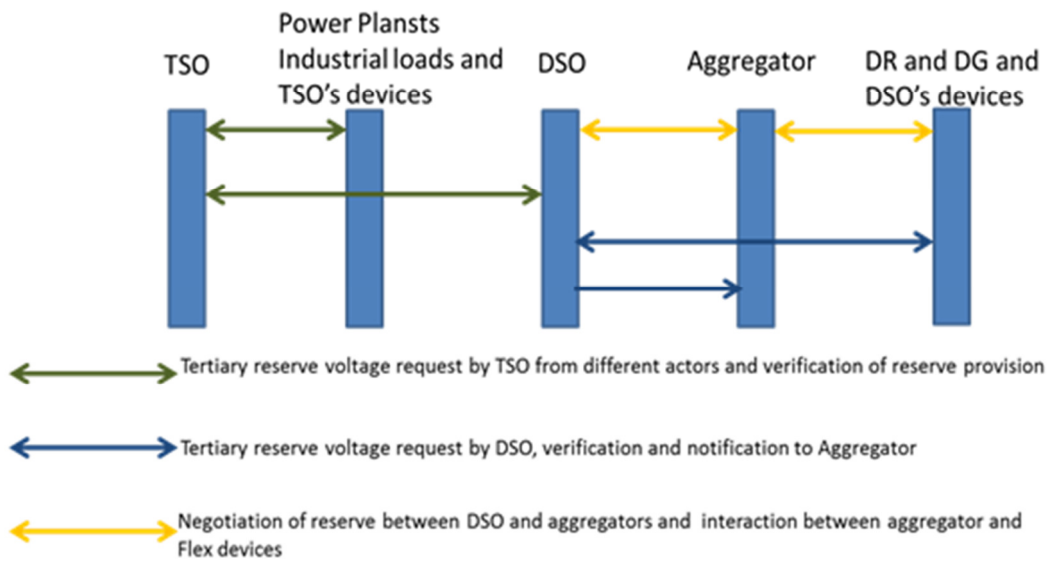 TSO
Power Plansts
Industrial loads and
TSO's devices
DSO
Aggregator
DR and DG and
DSO's devices
Tertiary reserve voltage request by TSO from different actors and verification of reserve provision
Tertiary reserve voltage request by DSO, verification and notification to Aggregator
Negotiation of reserve between DSO and aggregators and interaction between aggregator and
Flex devices